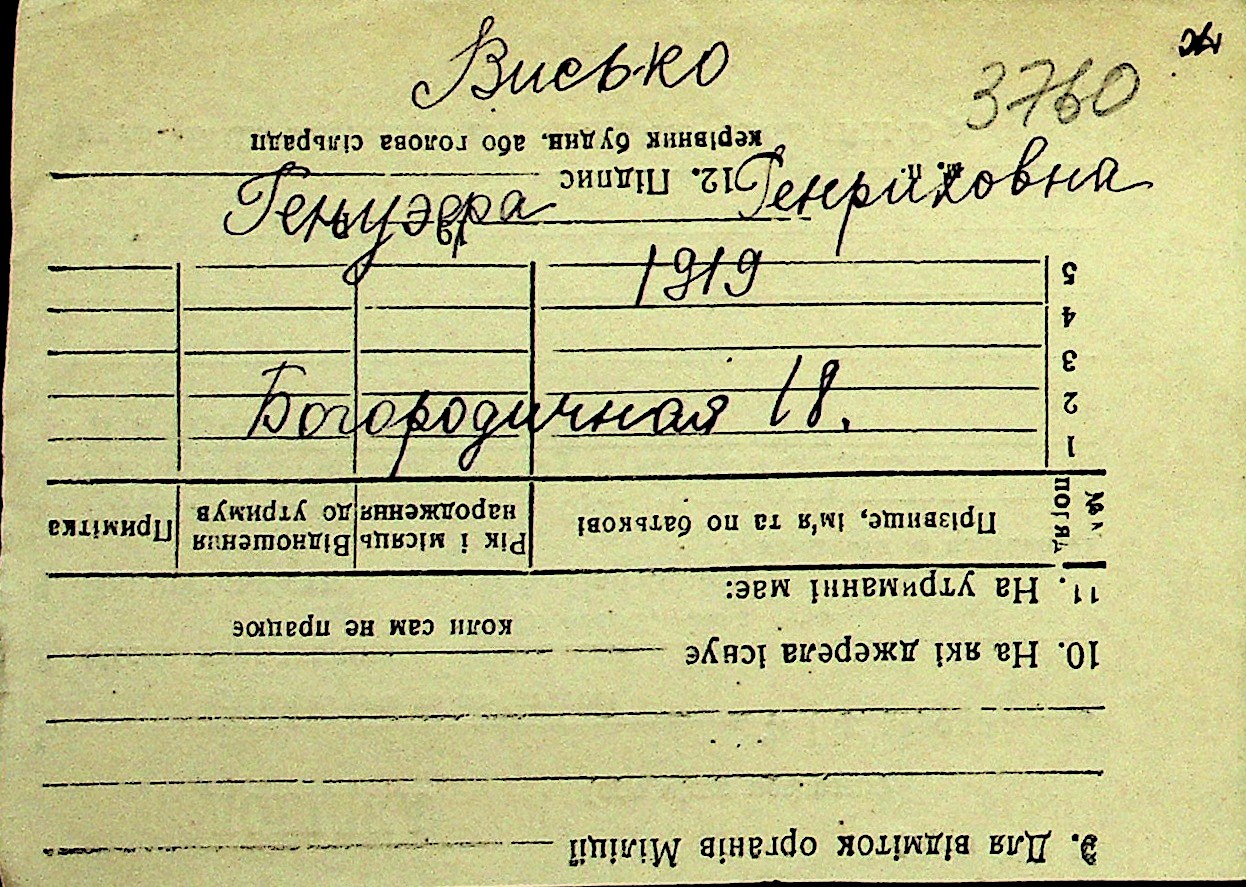 Висько
3760
Генуэфа Генриховна
1919
Богородичная 18.
9. Для відміток органів Міліції
10. На які джерела існує
коли сам не працює
11. На утриманні має:
Прізвище, ім'я та по батькові
Рік і місяць народження
Відношення до утримув
Примітка
1
2
3
4
5
19
12. Підпис
керівник будин. або голова сільради